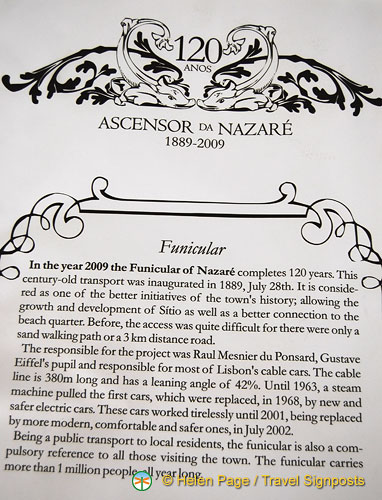 120
ANOS
ASCENSOR DA NAZARÉ
1889-2009
Funicular
In the year 2009 the Funicular of Nazaré completes 120 years. This
century-old transport was inaugurated in 1889, July 28th. It is conside-
red as one of the better initiatives of the town's history; allowing the
growth and development of Sítio as well as a better connection to the
beach quarter. Before, the access was quite difficult for there were only a
sand walking path or a 3 km distance road.
The responsible for the project was Raul Mesnier du Ponsard, Gustave
Eiffel's pupil and responsible for most of Lisbon's cable cars. The cable
line is 380m long and has a leaning angle of 42%. Until 1963, a steam
machine pulled the first cars, which were replaced, in 1968, by new and
safer electric cars. These cars worked tirelessly until 2001, being replaced
by more modern, comfortable and safer ones, in July 2002.
Being a public transport to local residents, the funicular is also a com-
pulsory reference to all those visiting the town. The funicular carries
more than 1 million people all year long.
© Helen Page / Travel Signposts